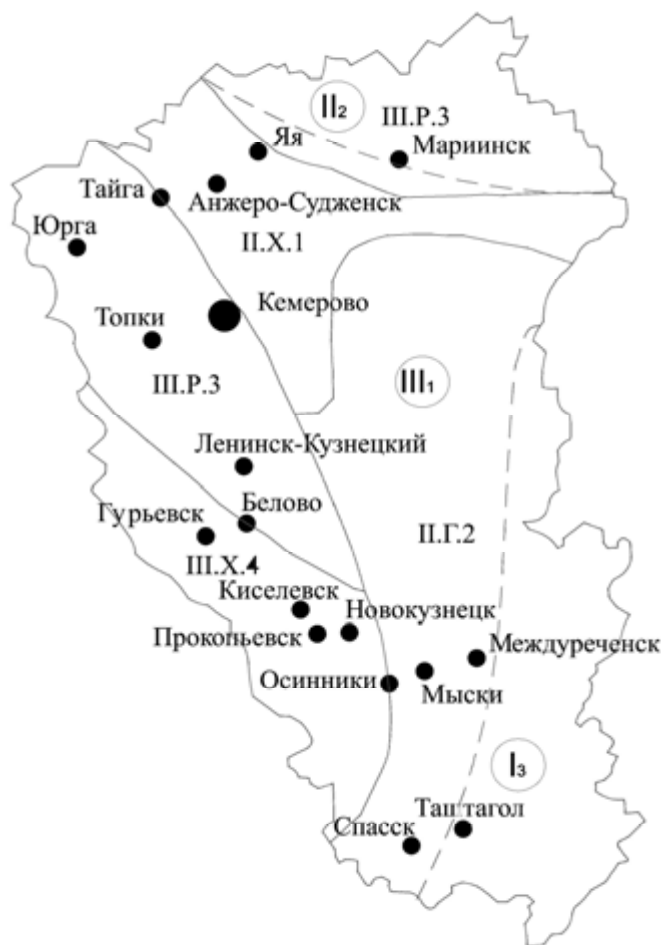 II₂
III.Р.3
Яя
Мариинск
Тайга
Анжеро-Судженск
Юрга
II.Х.1
Кемерово
Топки
III.Р.3
III₁
Ленинск-Кузнецкий
Белово
Гурьевск
II.Г.2
III.Х.4
Киселевск
Новокузнецк
Прокопьевск
Междуреченск
Осинники
Мыски
I₃
Таштагол
Спасск